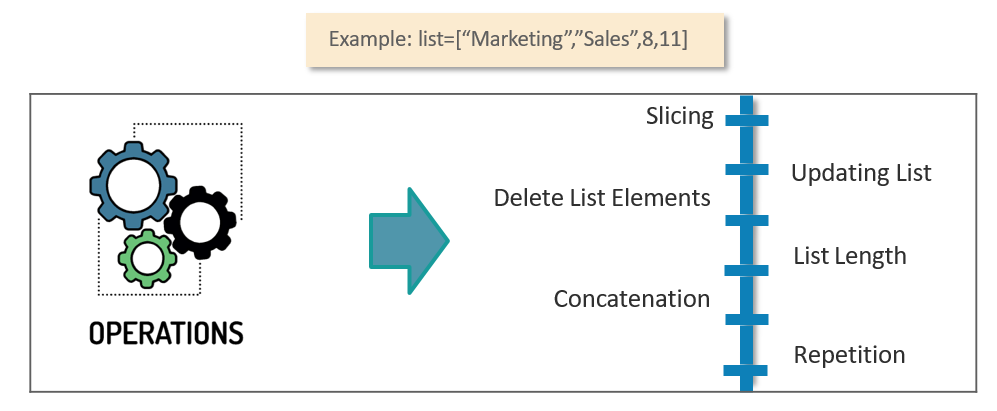 Example: list=[“Marketing”,”Sales”,8,11]
Slicing
Updating List
Delete List Elements
List Length
Concatenation
Repetition
OPERATIONS